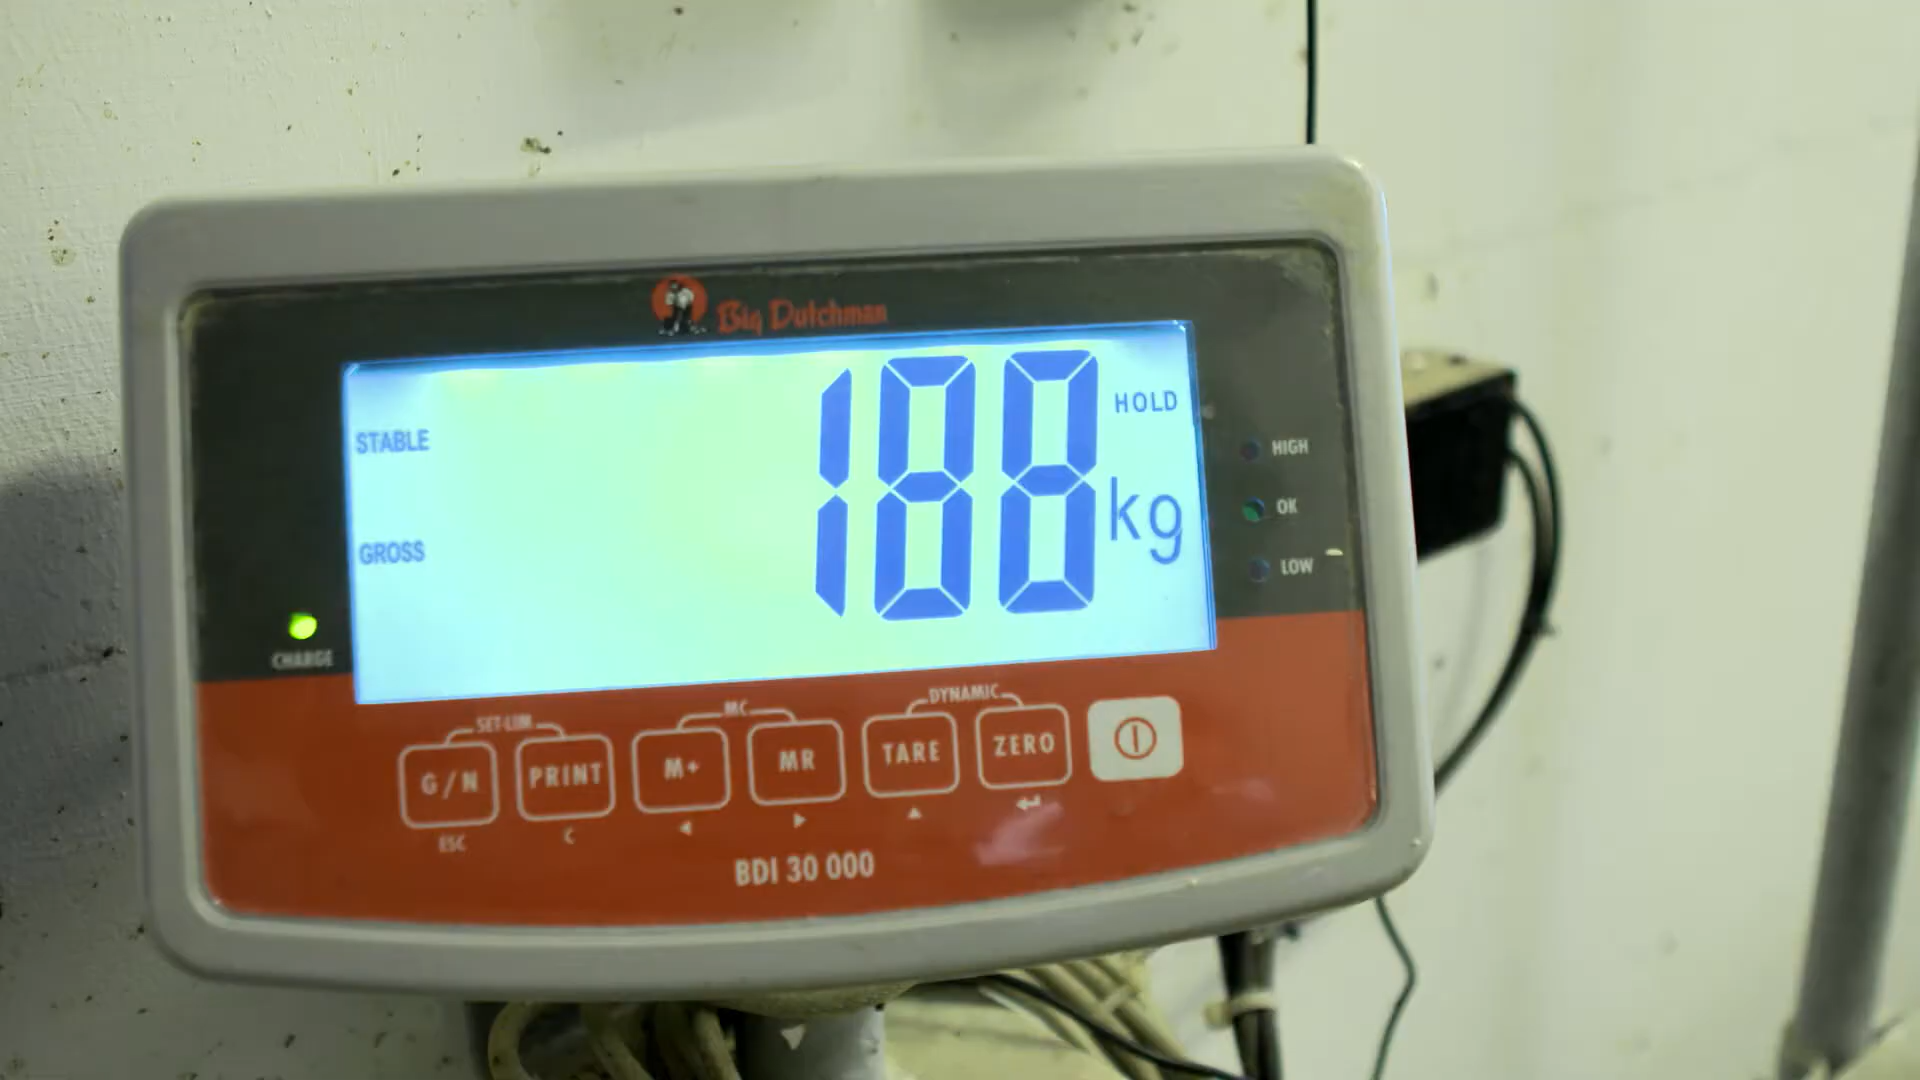 Big Dutchman
STABLE
188
HOLD
kg
GROSS
HIGH
OK
LOW
CHARGE
SET-LIM
MC
DYNAMIC
G/N
PRINT
M+
MR
TARE
ZERO
ESC
C
BDI 30 000